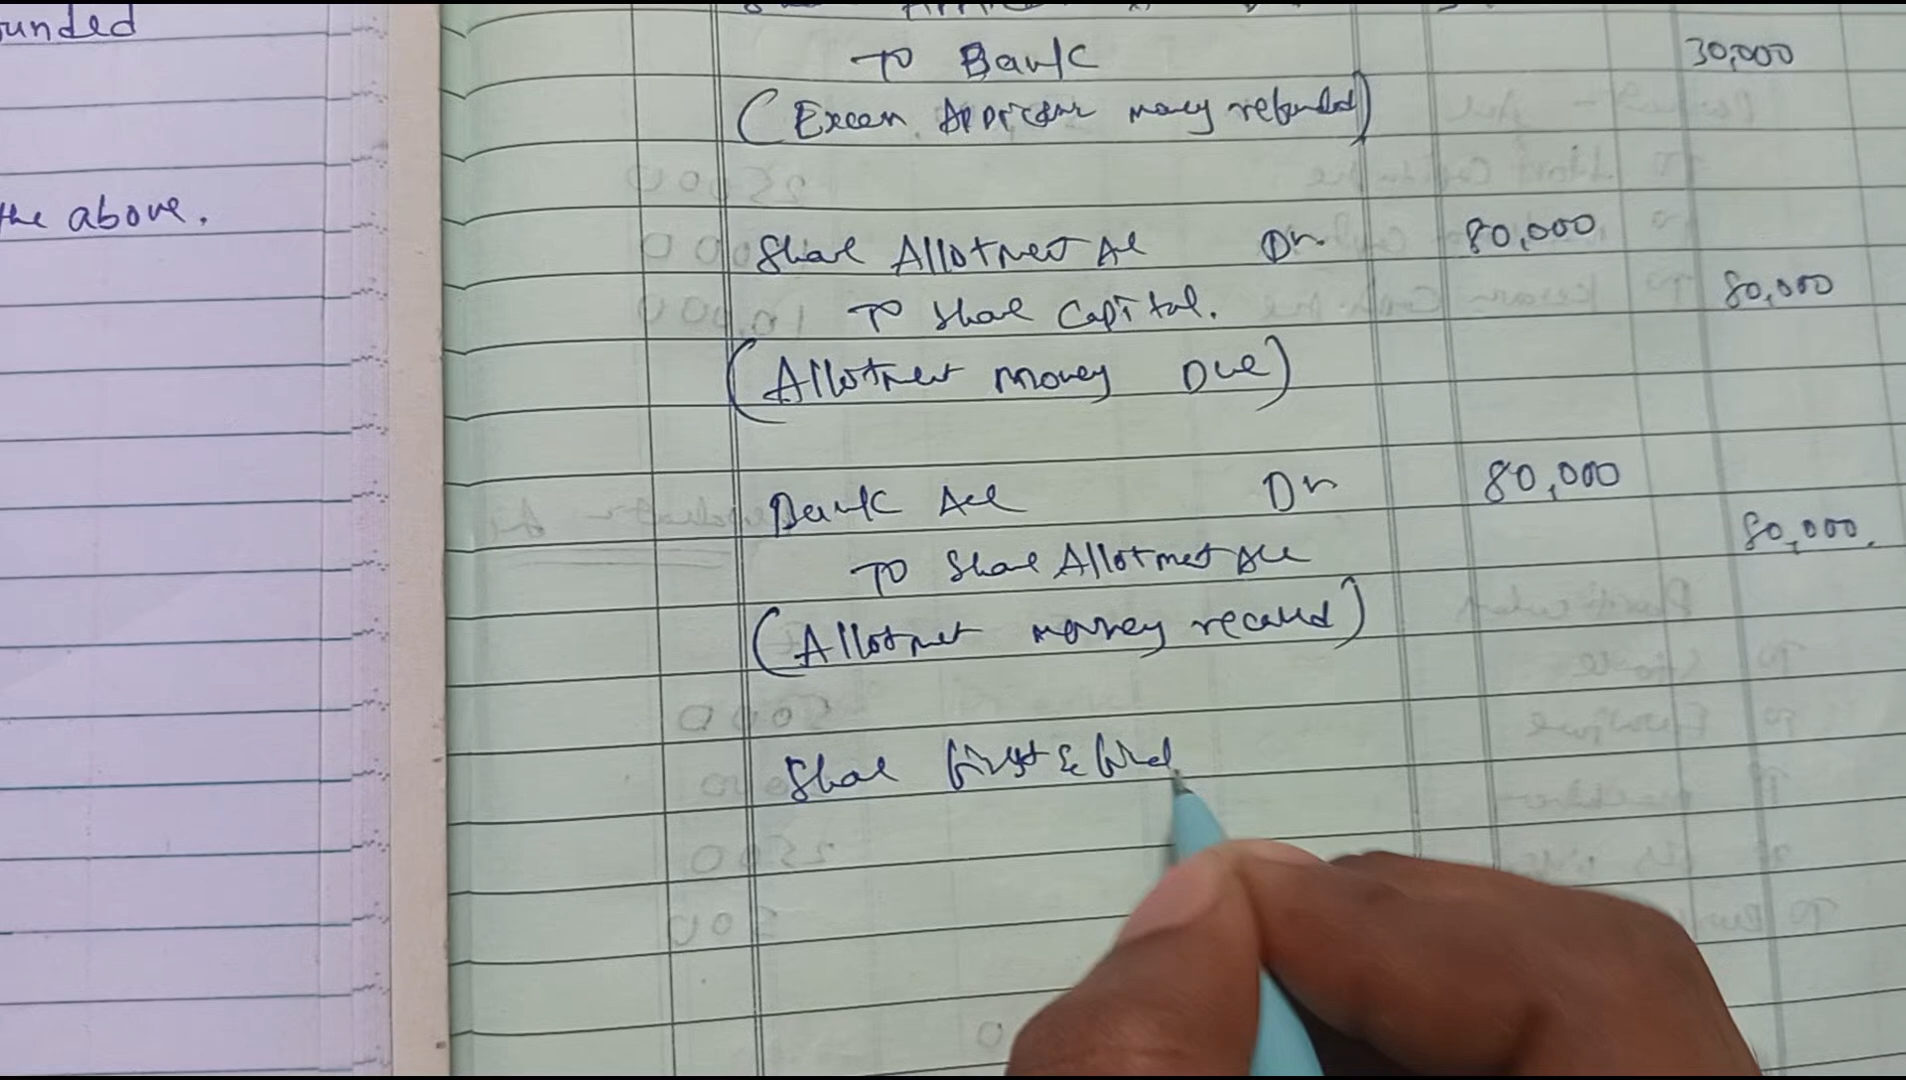 unded
the above.
To Bank 30,000
(Excess Application money refunded)
Share Allotment A/c Dr 80,000
To Share Capital. 80,000
(Allotment money Due)
Bank A/c Dr 80,000
To Share Allotment A/c 80,000.
(Allotment money received)
Share first & final